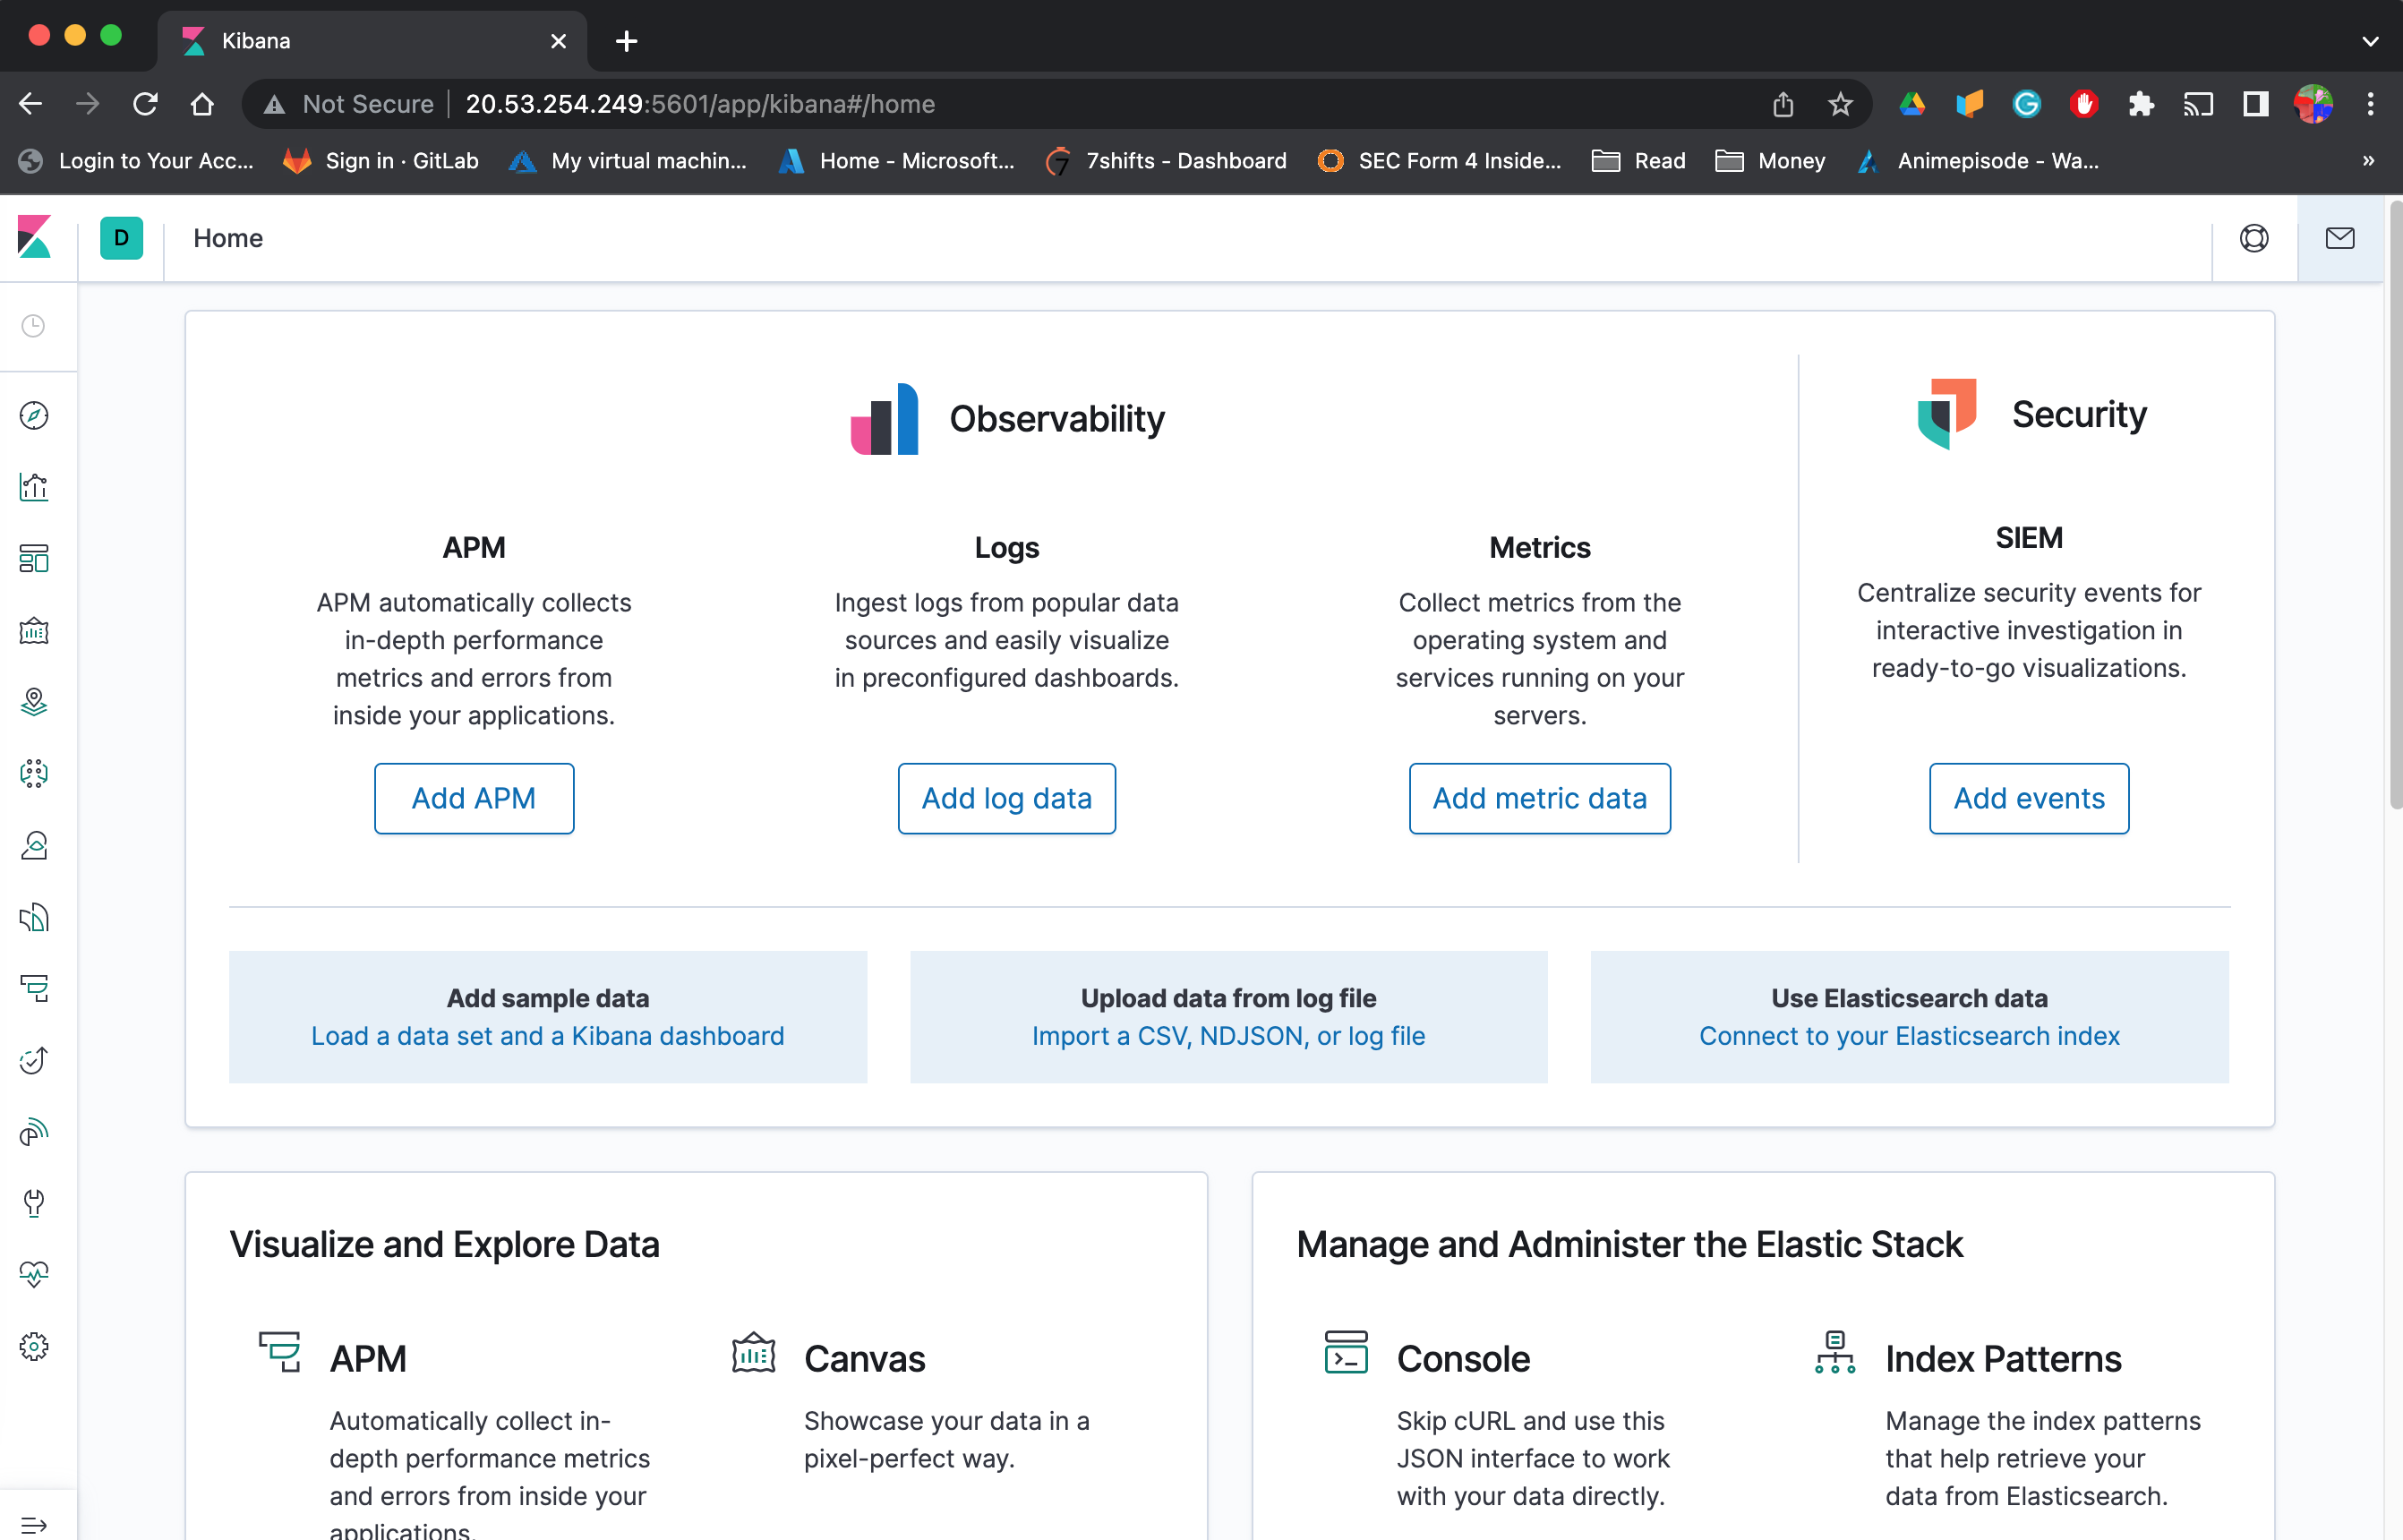 Kibana
Not Secure
20.53.254.249:5601/app/kibana#/home
Login to Your Acc...
Sign in · GitLab
My virtual machin...
Home - Microsoft...
7shifts - Dashboard
SEC Form 4 Inside...
Read
Money
Animepisode - Wa...
»
D
Home
Observability
Security
APM
APM automatically collects
in-depth performance
metrics and errors from
inside your applications.
Add APM
Logs
Ingest logs from popular data
sources and easily visualize
in preconfigured dashboards.
Add log data
Metrics
Collect metrics from the
operating system and
services running on your
servers.
Add metric data
SIEM
Centralize security events for
interactive investigation in
ready-to-go visualizations.
Add events
Add sample data
Load a data set and a Kibana dashboard
Upload data from log file
Import a CSV, NDJSON, or log file
Use Elasticsearch data
Connect to your Elasticsearch index
Visualize and Explore Data
APM
Automatically collect in-
depth performance metrics
and errors from inside your
applications.
Canvas
Showcase your data in a
pixel-perfect way.
Manage and Administer the Elastic Stack
Console
Skip cURL and use this
JSON interface to work
with your data directly.
Index Patterns
Manage the index patterns
that help retrieve your
data from Elasticsearch.